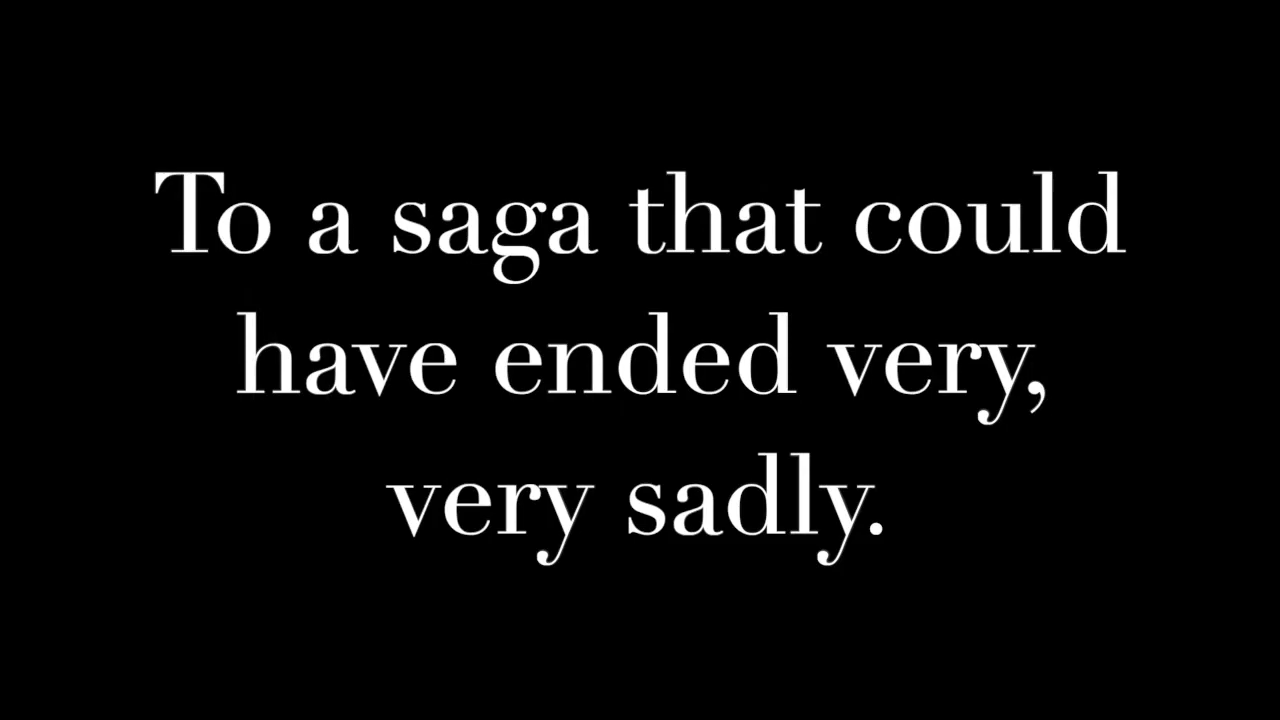 To a saga that could
have ended very,
very sadly.